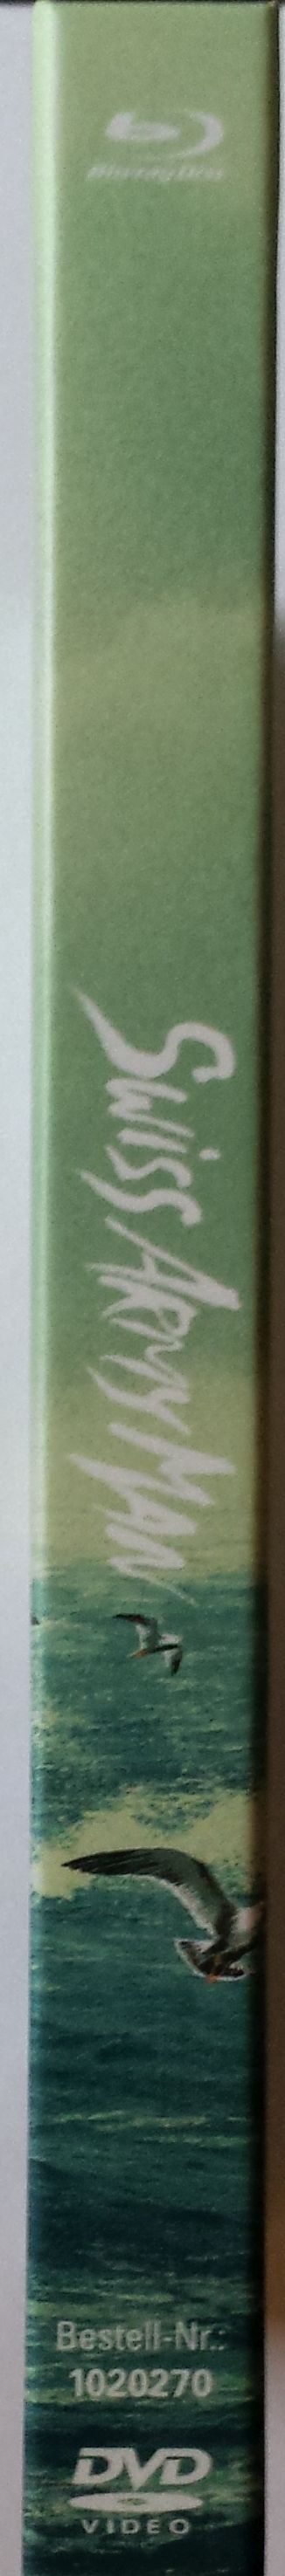 Blu-ray Disc
SWISS ARMY MAN
Bestell-Nr.:
1020270
DVD
VIDEO